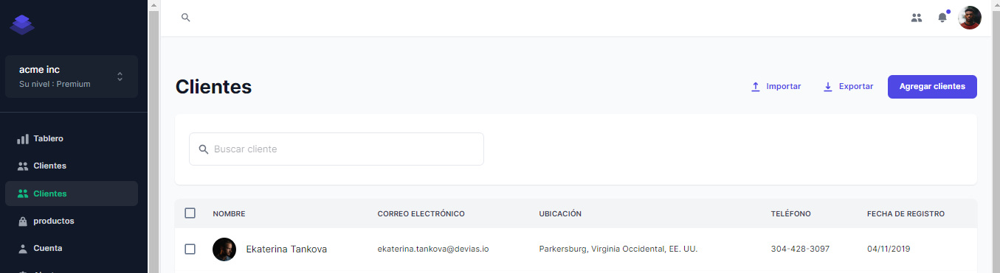 acme inc
Su nivel : Premium
Tablero
Clientes
Clientes
productos
Cuenta
Clientes
Importar
Exportar
Agregar clientes
Buscar cliente
NOMBRE CORREO ELECTRÓNICO UBICACIÓN TELÉFONO FECHA DE REGISTRO
Ekaterina Tankova ekaterina.tankova@devias.io Parkersburg, Virginia Occidental, EE. UU. 304-428-3097 04/11/2019